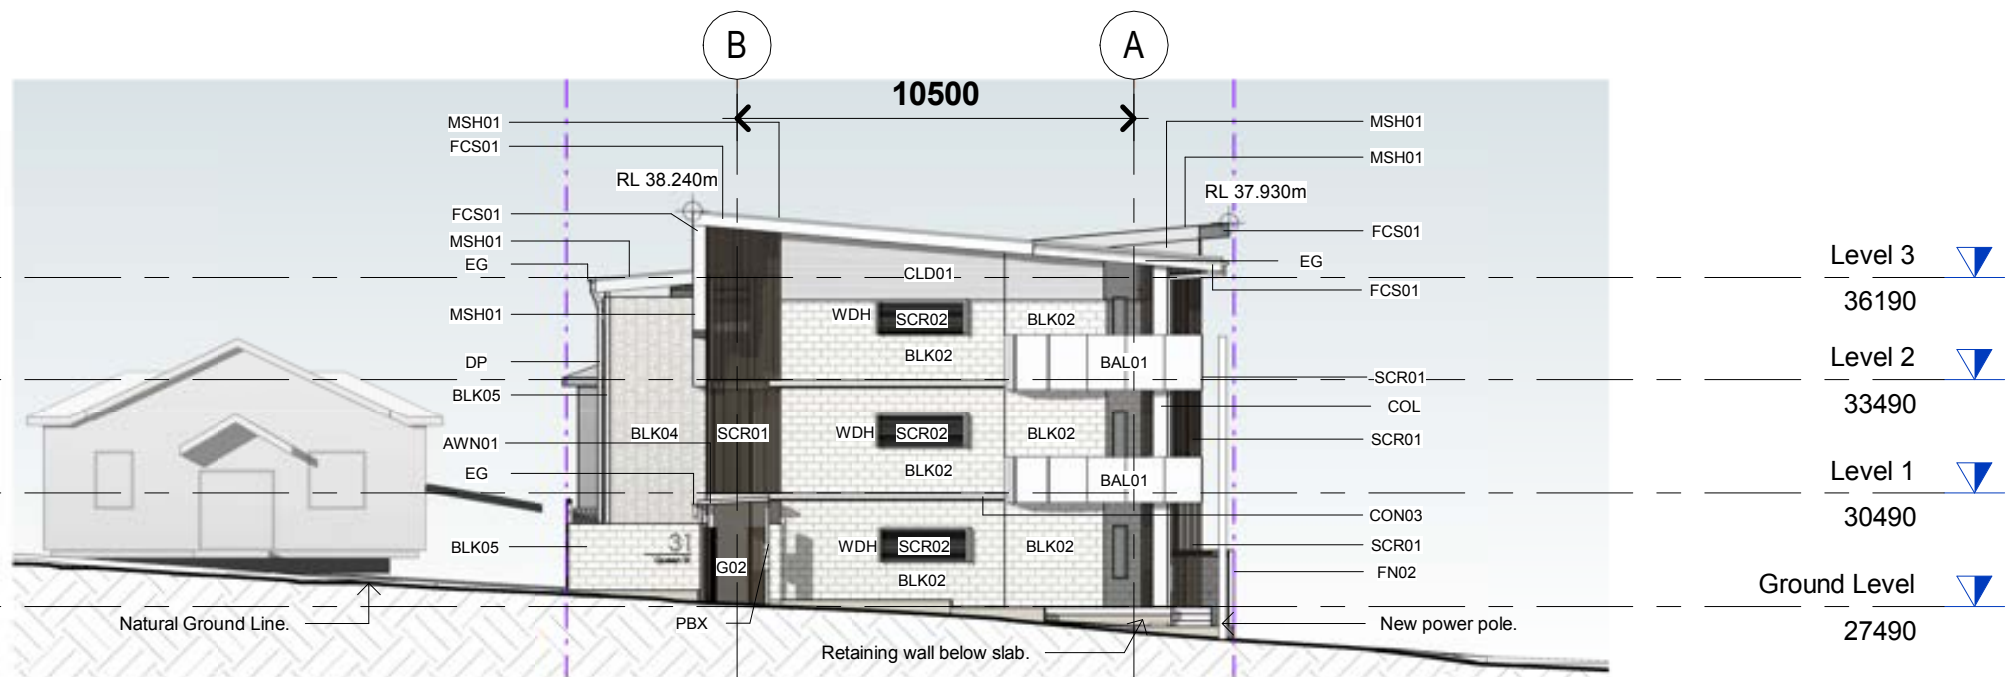 B
A
10500
MSH01
MSH01
FCS01
MSH01
RL 38.240m
RL 37.930m
FCS01
FCS01
MSH01
Level 3
EG
EG
CLD01
FCS01
36190
MSH01
WDH
SCR02
BLK02
Level 2
DP
BLK02
BAL01
SCR01
BLK05
33490
COL
BLK04
SCR01
WDH
SCR02
BLK02
AWN01
SCR01
EG
BLK02
BAL01
Level 1
CON03
30490
31
BLK05
WDH
SCR02
BLK02
SCR01
G02
FN02
BLK02
Ground Level
Natural Ground Line.
PBX
New power pole.
27490
Retaining wall below slab.